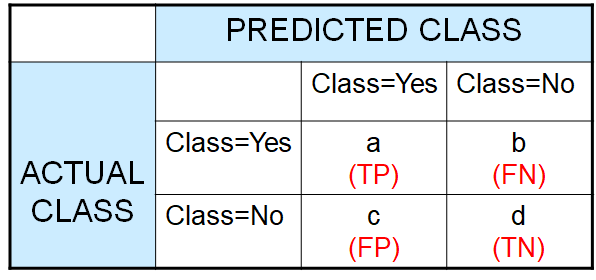 PREDICTED CLASS
Class=Yes Class=No
ACTUAL CLASS
Class=Yes a (TP) b (FN)
Class=No c (FP) d (TN)